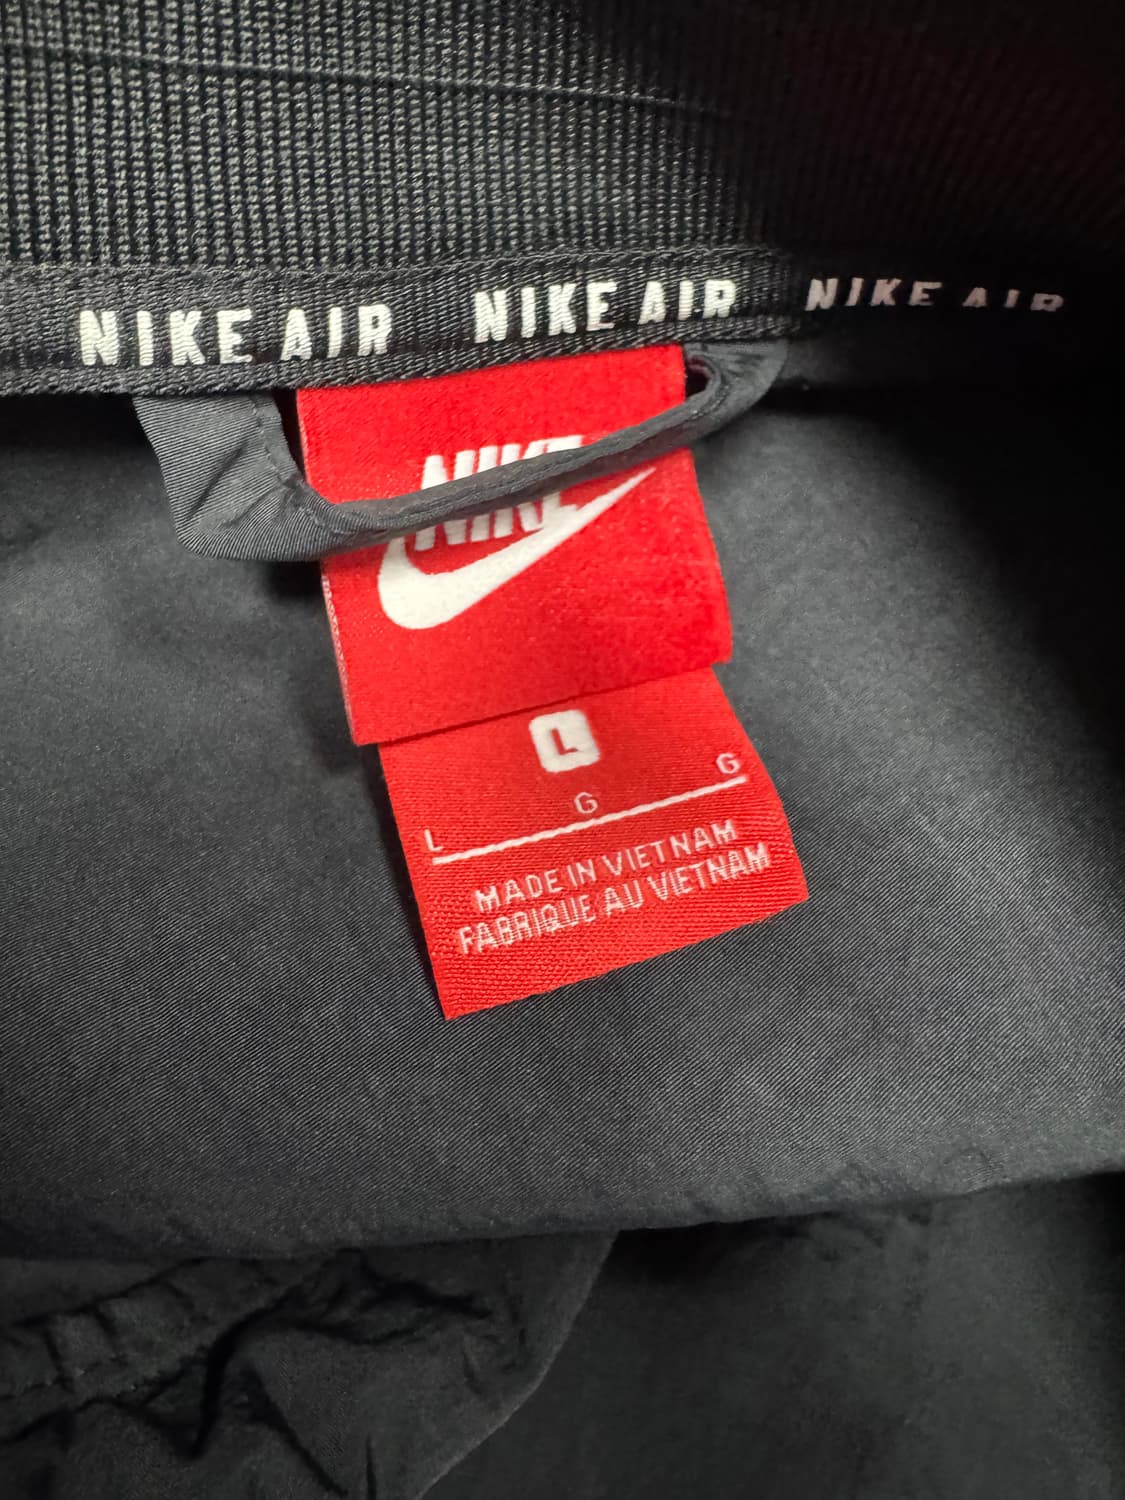 NIKE AIR NIKE AIR NIKE AIR
NIKE
L
L G G
MADE IN VIETNAM
FABRIQUE AU VIETNAM